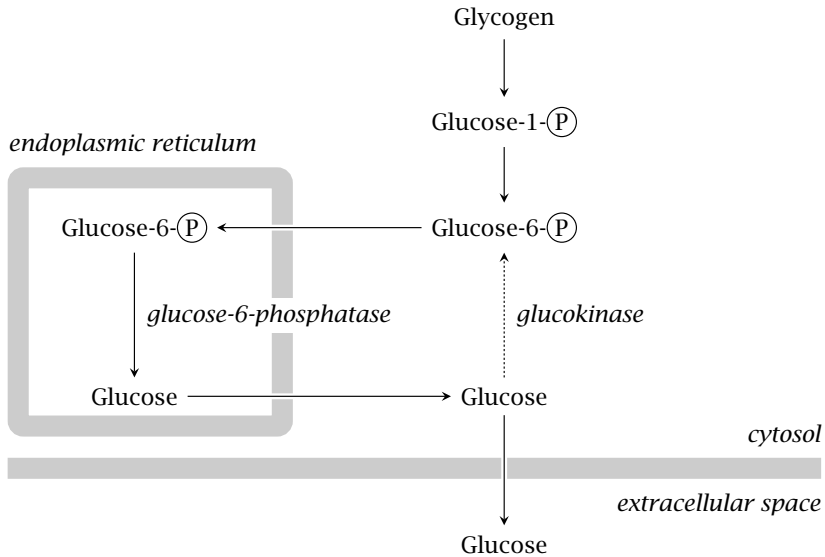 Glycogen
Glucose-1-P
endoplasmic reticulum
Glucose-6-P
Glucose-6-P
glucose-6-phosphatase
glucokinase
Glucose
Glucose
cytosol
extracellular space
Glucose